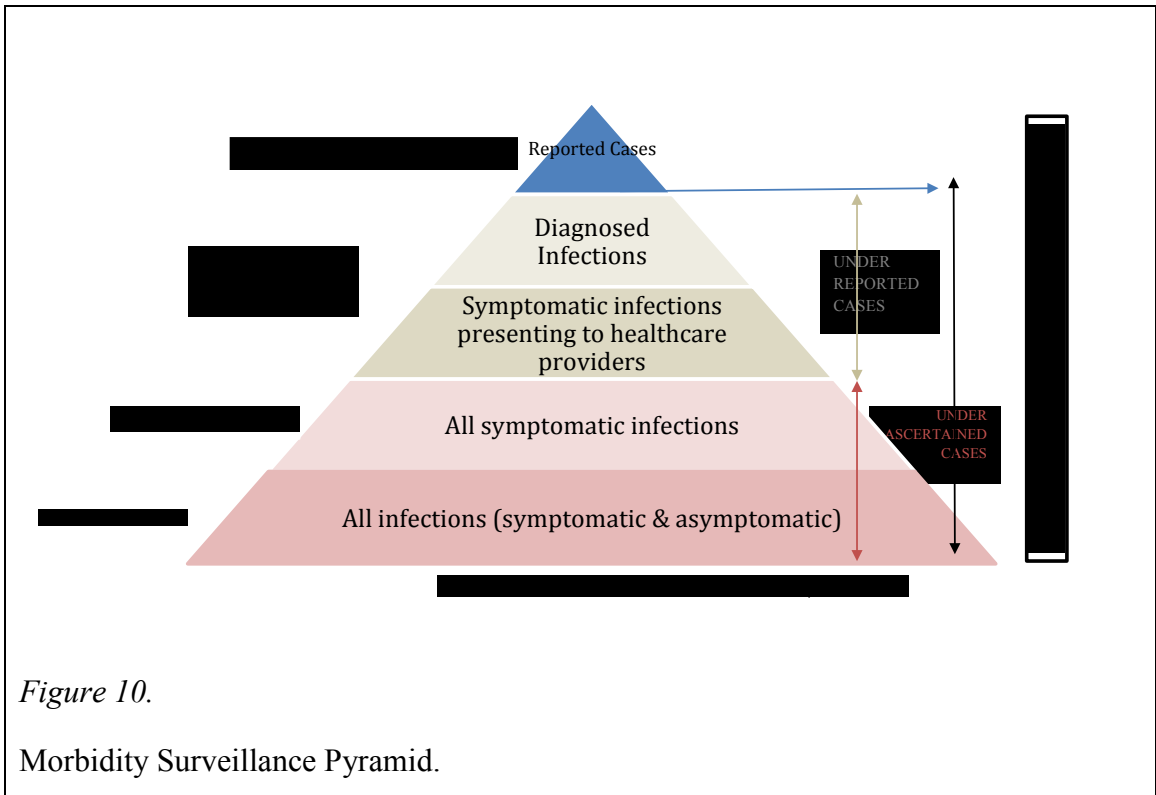 Reported Cases
Diagnosed
Infections
UNDER
REPORTED
CASES
Symptomatic infections
presenting to healthcare
providers
All symptomatic infections
UNDER
ASCERTAINED
CASES
All infections (symptomatic & asymptomatic)
Figure 10.
Morbidity Surveillance Pyramid.